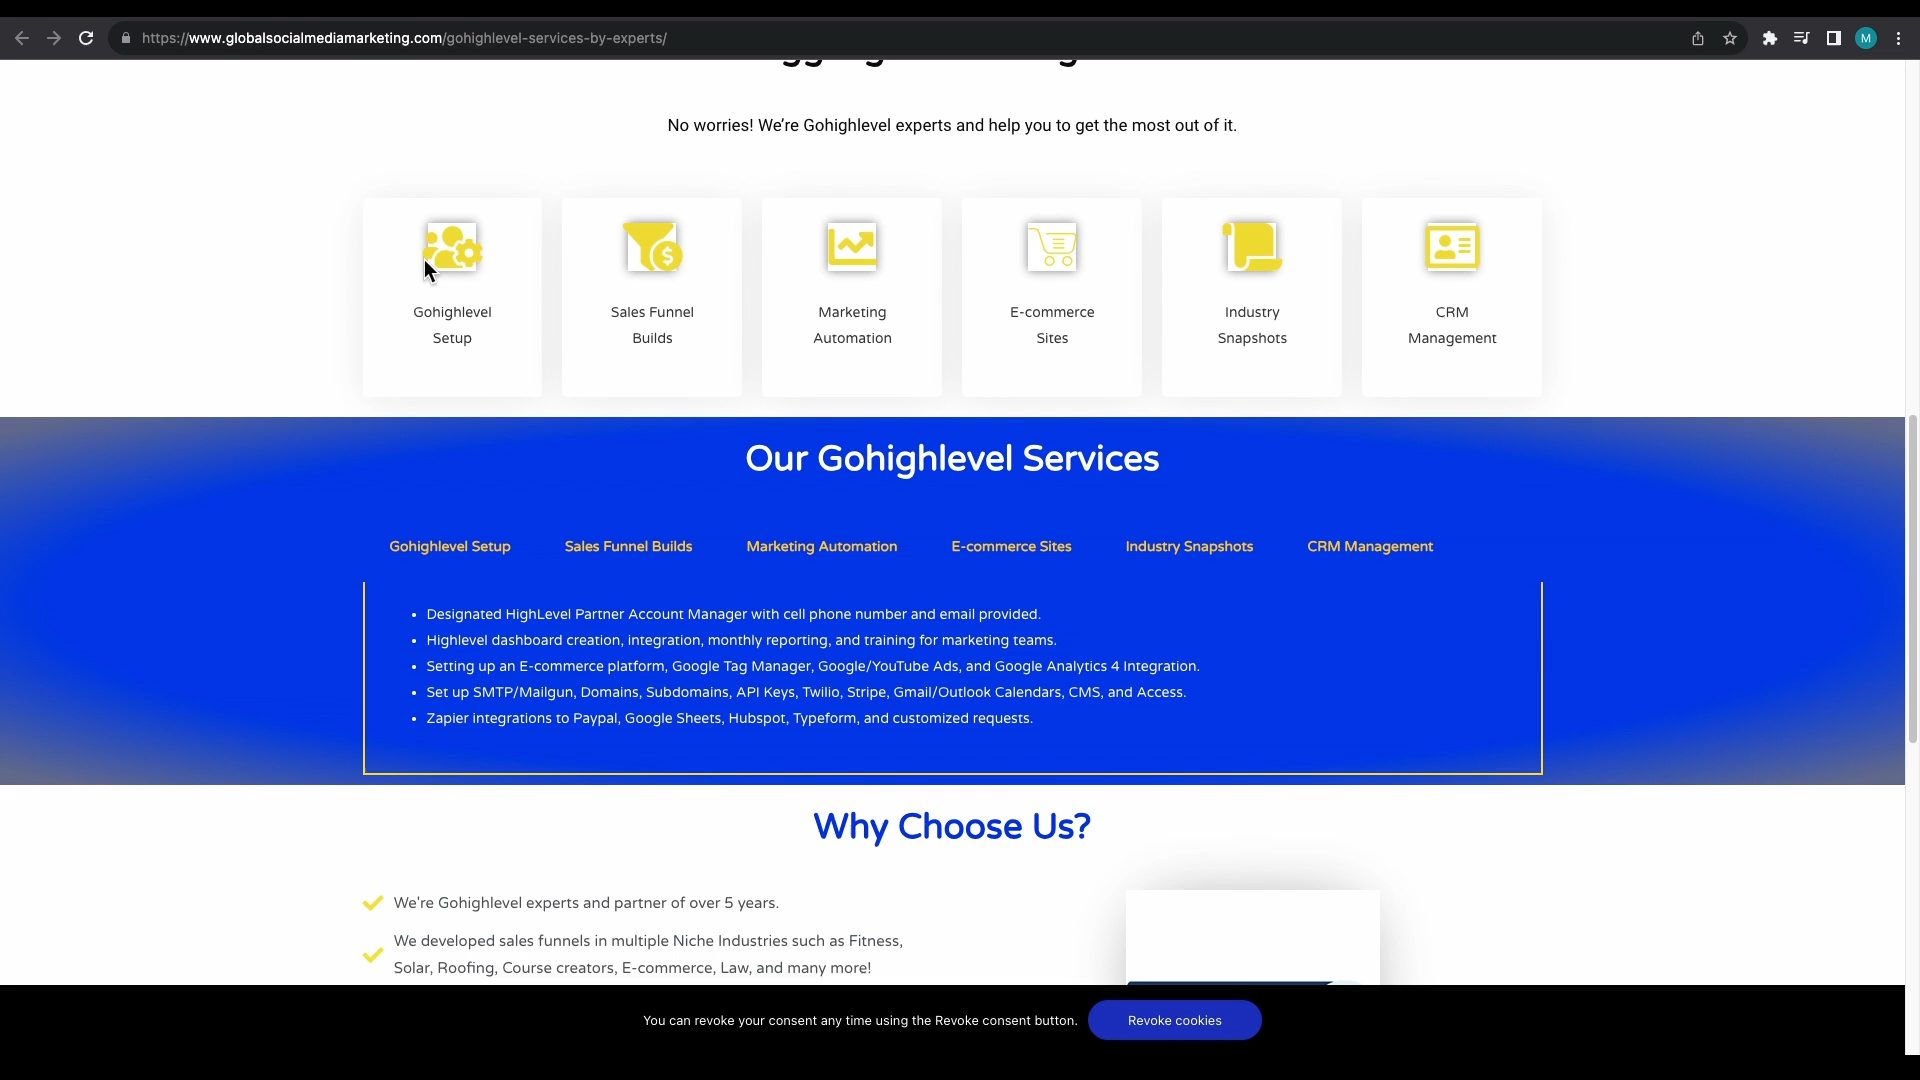 https://www.globalsocialmediamarketing.com/gohighlevel-services-by-experts/
M
No worries! We’re Gohighlevel experts and help you to get the most out of it.
Gohighlevel
Setup
Sales Funnel
Builds
Marketing
Automation
E-commerce
Sites
Industry
Snapshots
CRM
Management
Our Gohighlevel Services
Gohighlevel Setup
Sales Funnel Builds
Marketing Automation
E-commerce Sites
Industry Snapshots
CRM Management
• Designated HighLevel Partner Account Manager with cell phone number and email provided.
• Highlevel dashboard creation, integration, monthly reporting, and training for marketing teams.
• Setting up an E-commerce platform, Google Tag Manager, Google/YouTube Ads, and Google Analytics 4 Integration.
• Set up SMTP/Mailgun, Domains, Subdomains, API Keys, Twilio, Stripe, Gmail/Outlook Calendars, CMS, and Access.
• Zapier integrations to Paypal, Google Sheets, Hubspot, Typeform, and customized requests.
Why Choose Us?
We're Gohighlevel experts and partner of over 5 years.
We developed sales funnels in multiple Niche Industries such as Fitness,
Solar, Roofing, Course creators, E-commerce, Law, and many more!
You can revoke your consent any time using the Revoke consent button.
Revoke cookies